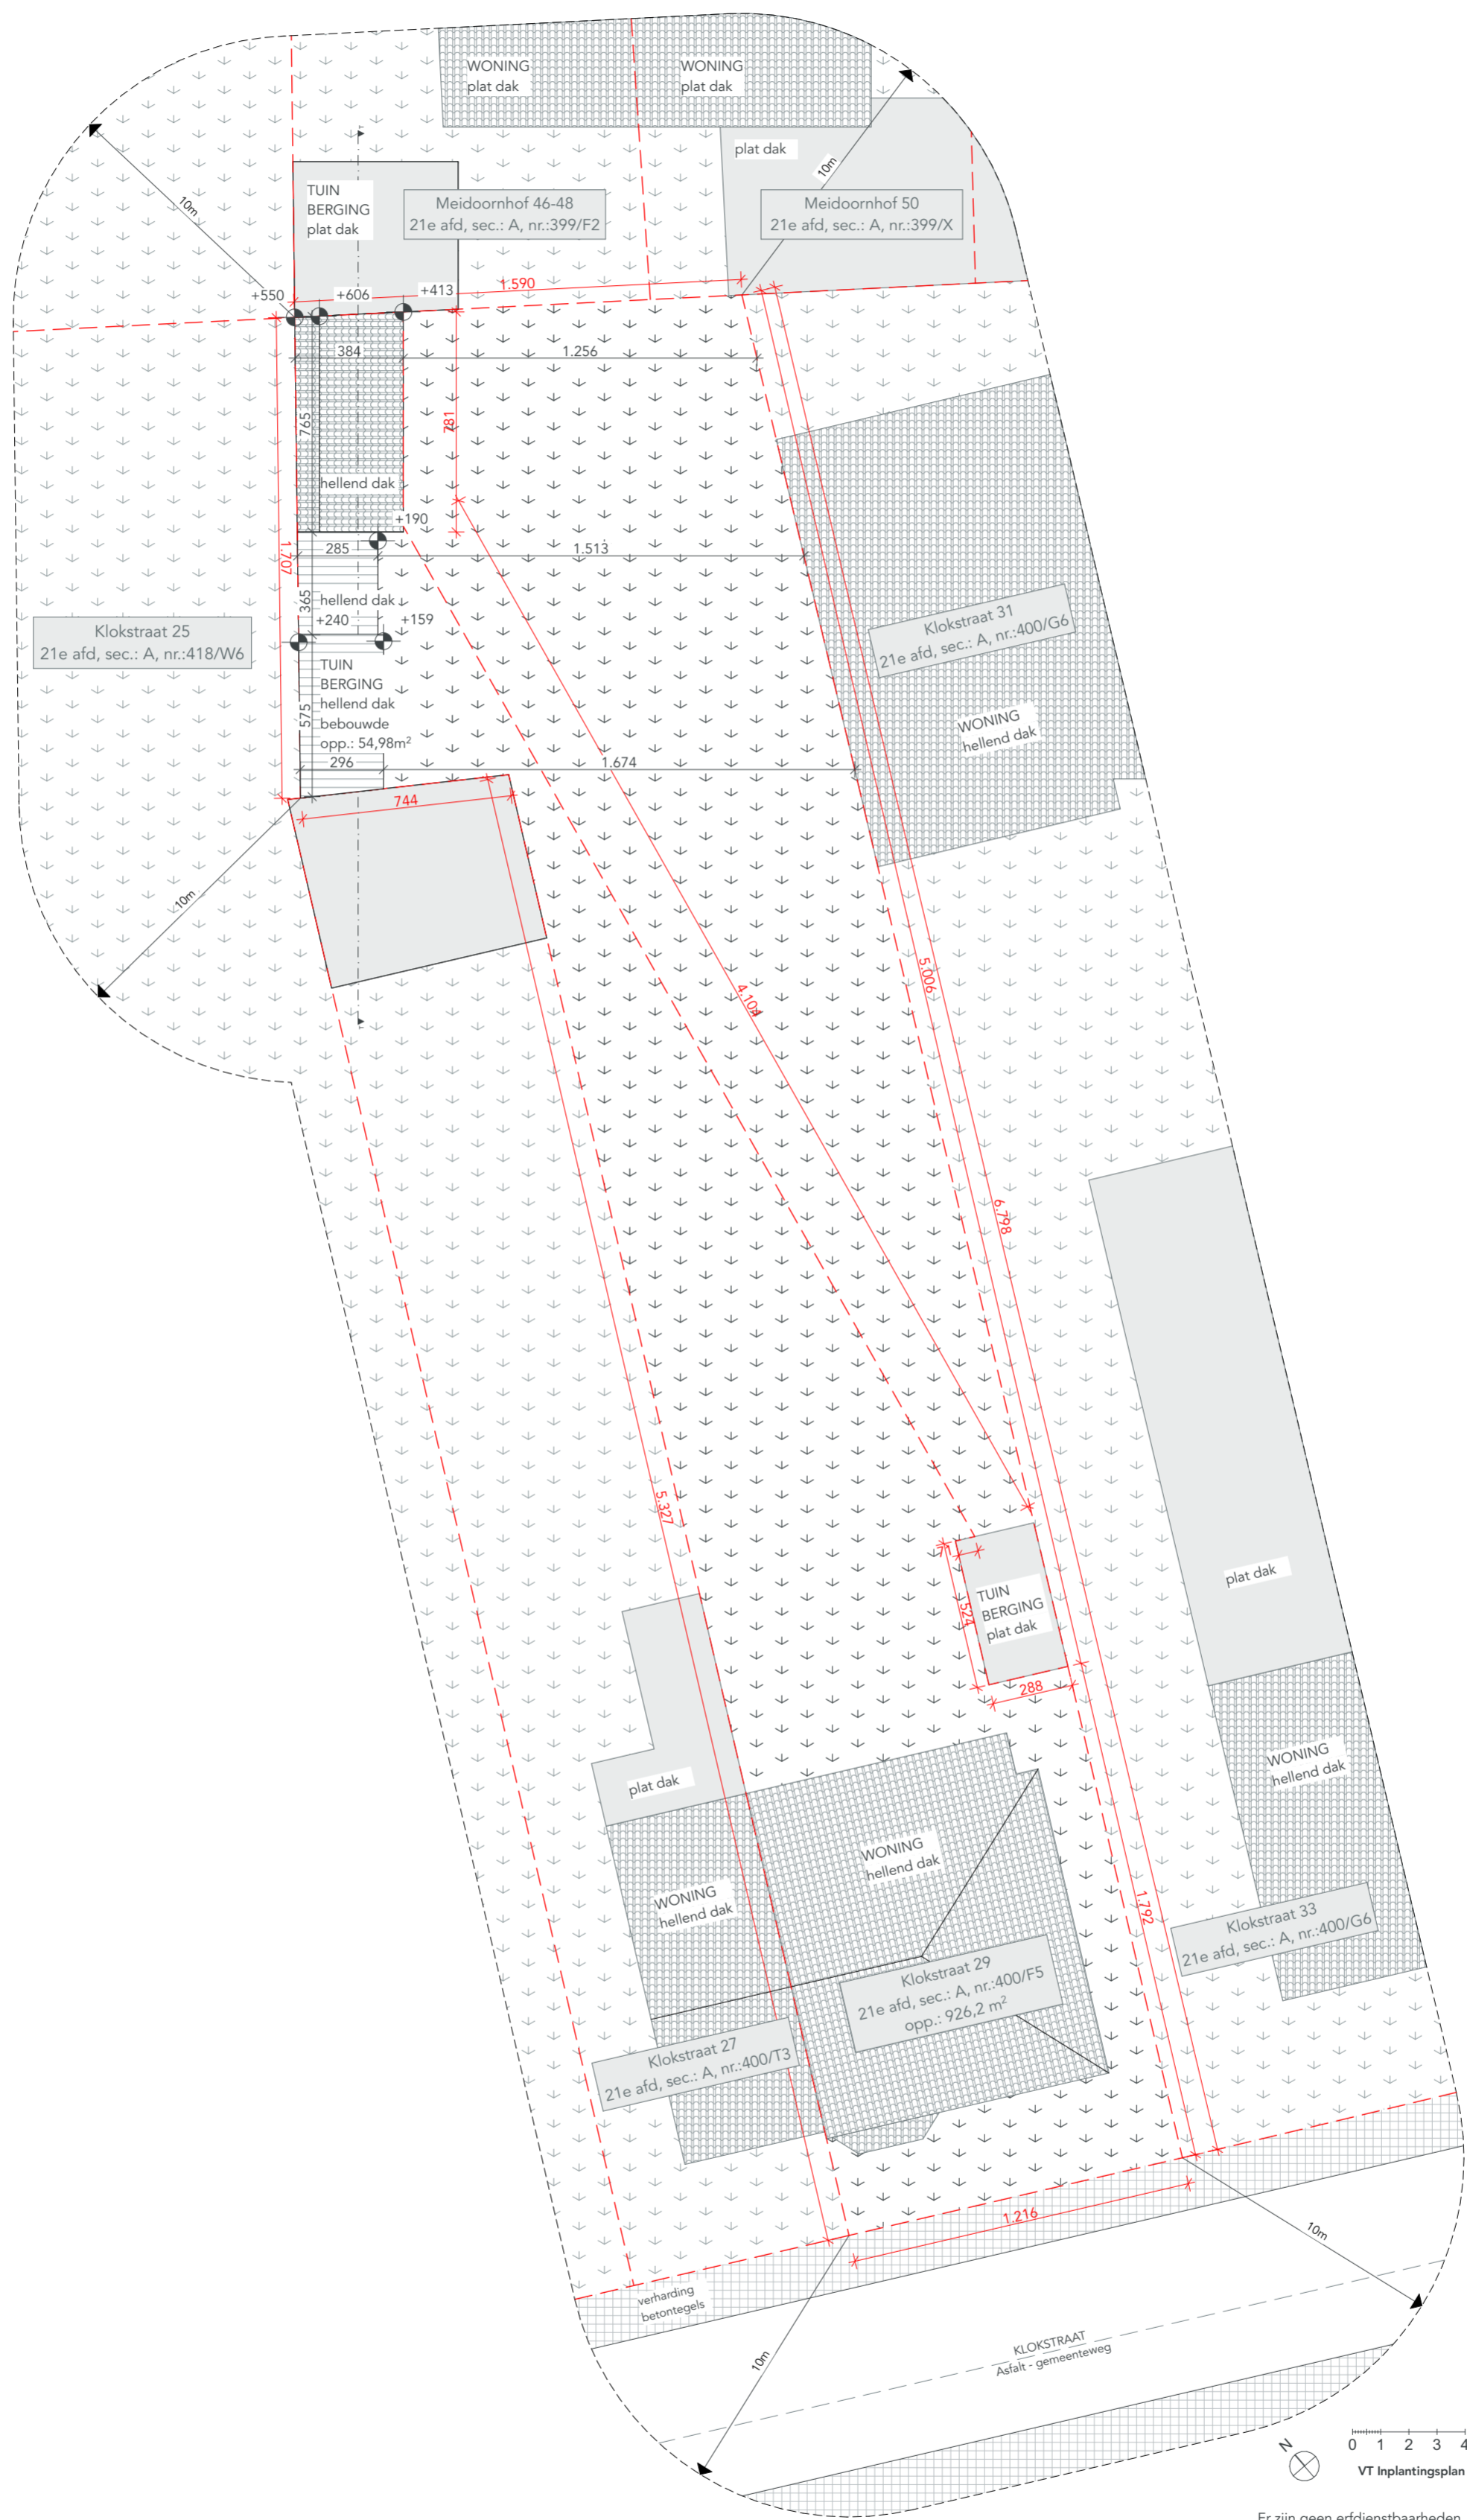 WONING
plat dak
WONING
plat dak
plat dak
10m
10m
TUIN
BERGING
plat dak
Meidoornhof 46-48
21e afd, sec.: A, nr.:399/F2
Meidoornhof 50
21e afd, sec.: A, nr.:399/X
+550
+606
+413
1.590
384
1.256
765
781
hellend dak
+190
285
1.513
1.707
365
hellend dak
+240
+159
Klokstraat 25
21e afd, sec.: A, nr.:418/W6
Klokstraat 31
21e afd, sec.: A, nr.:400/G6
TUIN
BERGING
hellend dak
bebouwde
opp.: 54,98m²
575
296
1.674
WONING
hellend dak
744
10m
4.104
5.006
6.798
5.327
71
524
TUIN
BERGING
plat dak
288
plat dak
plat dak
WONING
hellend dak
WONING
hellend dak
WONING
hellend dak
1.792
Klokstraat 33
21e afd, sec.: A, nr.:400/G6
Klokstraat 29
21e afd, sec.: A, nr.:400/F5
opp.: 926,2 m²
Klokstraat 27
21e afd, sec.: A, nr.:400/T3
1.216
10m
verharding
betontegels
KLOKSTRAAT
Asfalt - gemeenteweg
10m
N
0 1 2 3 4
VT Inplantingsplan